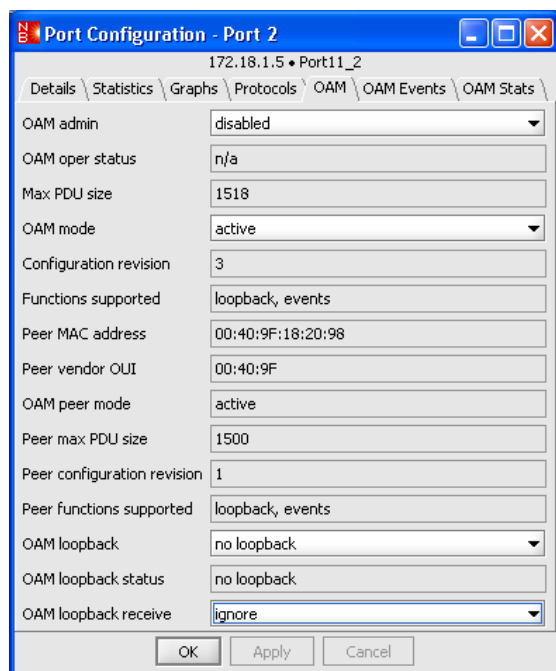 NB Port Configuration - Port 2
172.18.1.5 • Port11_2
Details Statistics Graphs Protocols OAM OAM Events OAM Stats
OAM admin disabled
OAM oper status n/a
Max PDU size 1518
OAM mode active
Configuration revision 3
Functions supported loopback, events
Peer MAC address 00:40:9F:18:20:98
Peer vendor OUI 00:40:9F
OAM peer mode active
Peer max PDU size 1500
Peer configuration revision 1
Peer functions supported loopback, events
OAM loopback no loopback
OAM loopback status no loopback
OAM loopback receive ignore
OK Apply Cancel